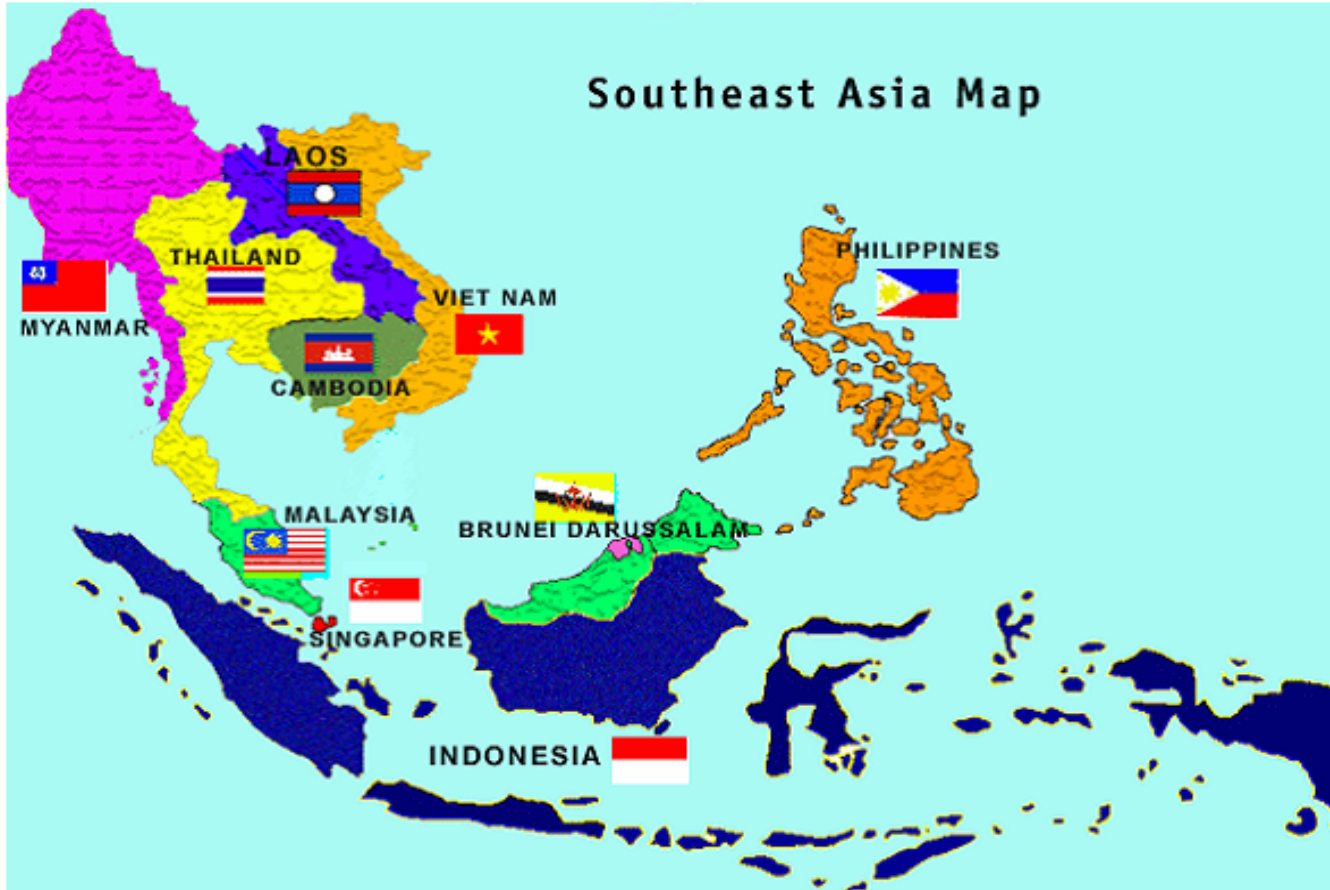 Southeast Asia Map
LAOS
THAILAND
PHILIPPINES
VIET NAM
MYANMAR
CAMBODIA
MALAYSIA
BRUNEI DARUSSALAM
SINGAPORE
INDONESIA